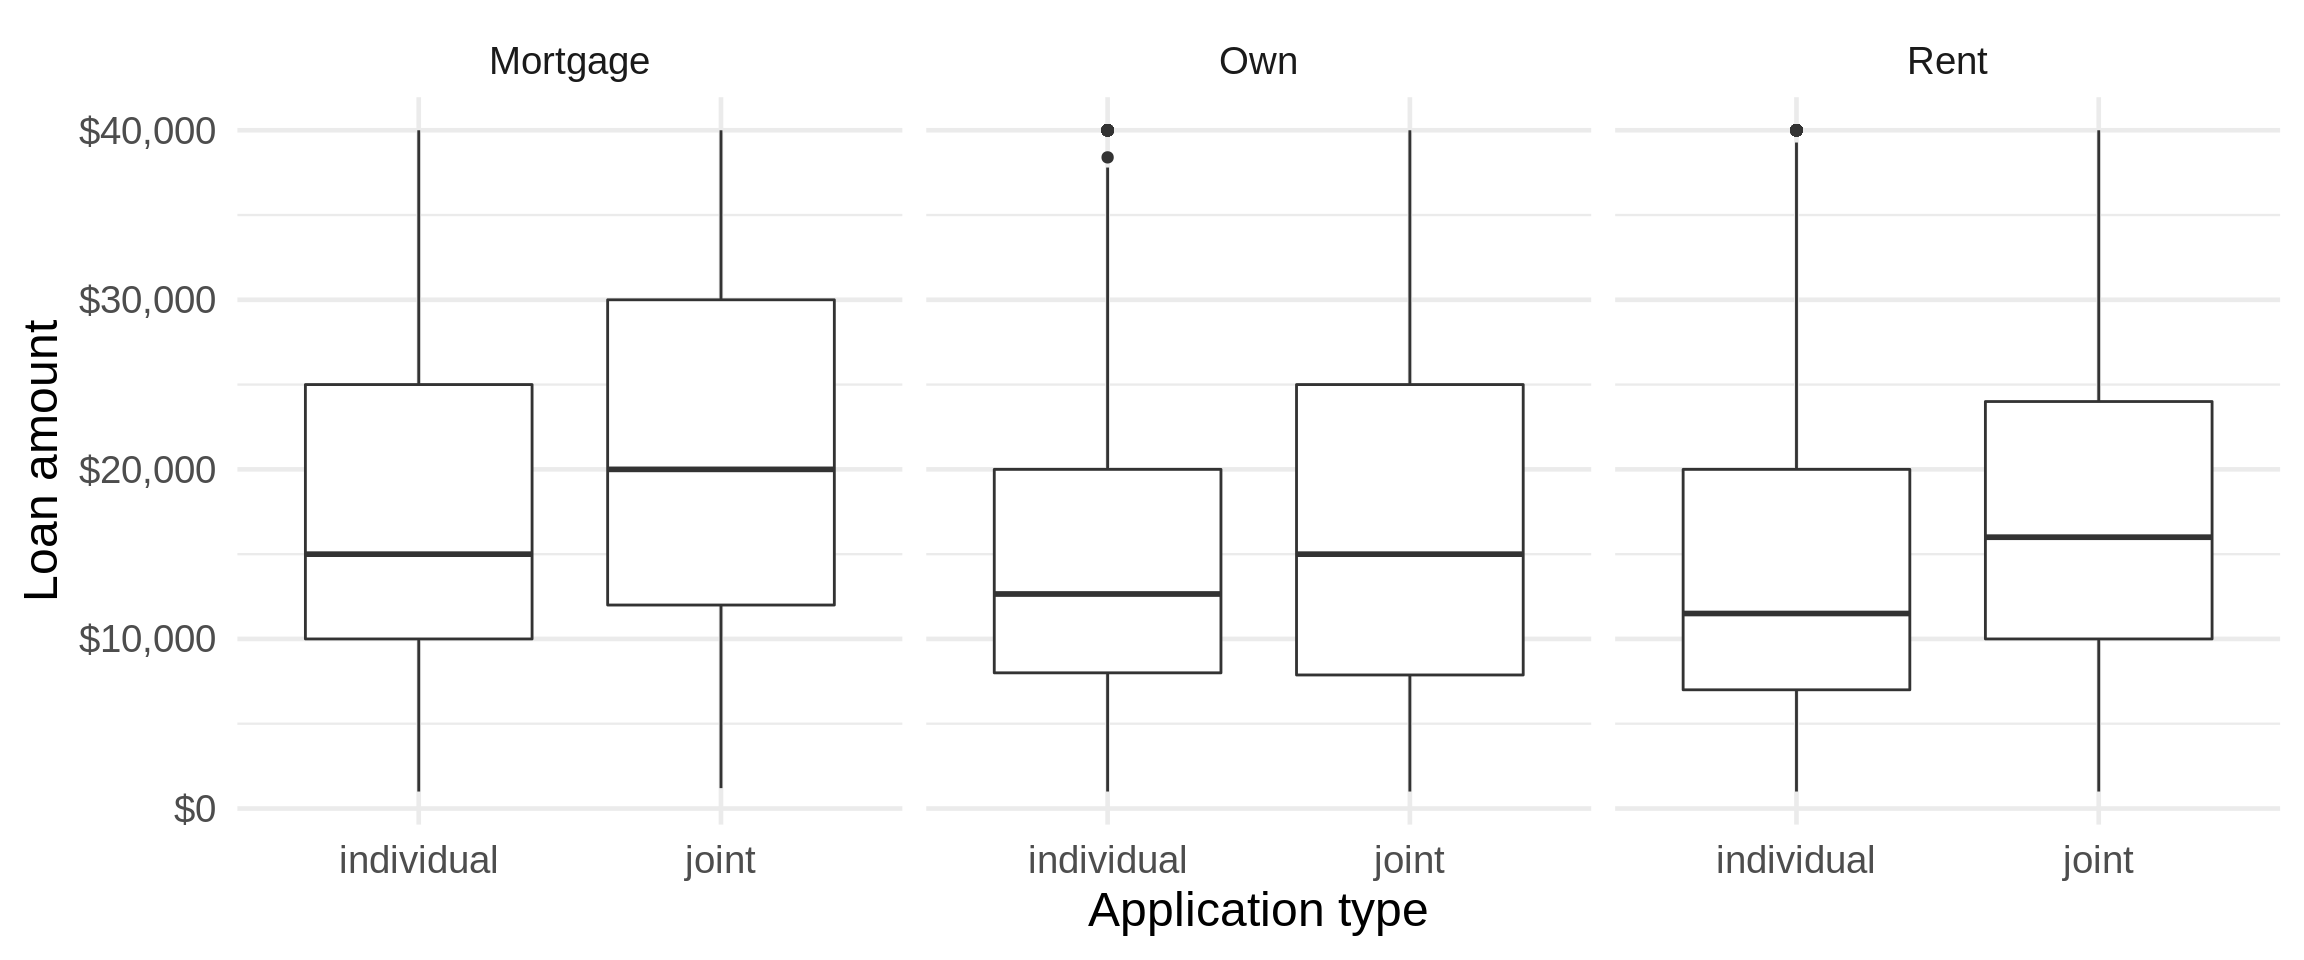 Mortgage
Own
Rent
$40,000
$30,000
$20,000
$10,000
$0
Loan amount
individual
joint
individual
joint
individual
joint
Application type